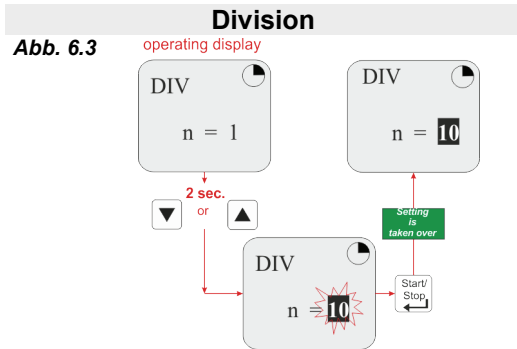 Division
Abb. 6.3
operating display
DIV
n = 1
2 sec.
or
DIV
n = 10
Start/
Stop
Setting
is
taken over
DIV
n = 10